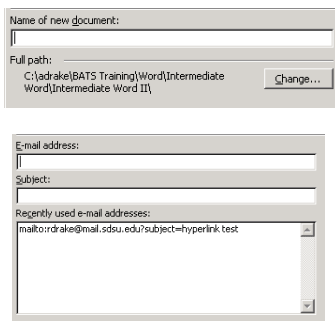 Name of new document:
Full path:
C:\adrake\BATS Training\Word\Intermediate
Word\Intermediate Word II\
Change...
E-mail address:
Subject:
Recently used e-mail addresses:
mailto:rdrake@mail.sdsu.edu?subject=hyperlink test